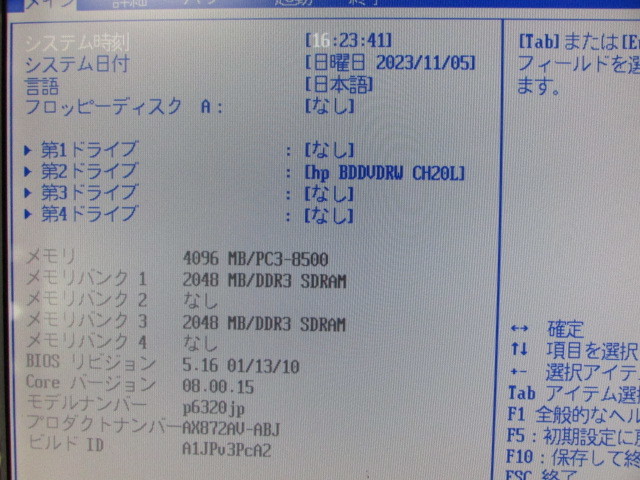 メイン 詳細 パワー 起動 終了
システム時刻 [16:23:41]
システム日付 [日曜日 2023/11/05]
言語 [日本語]
フロッピーディスク A: [なし]
▶ 第1ドライブ : [なし]
▶ 第2ドライブ : [hp BDDVDRW CH20L]
▶ 第3ドライブ : [なし]
▶ 第4ドライブ : [なし]
メモリ 4096 MB/PC3-8500
メモリバンク 1 2048 MB/DDR3 SDRAM
メモリバンク 2 なし
メモリバンク 3 2048 MB/DDR3 SDRAM
メモリバンク 4 なし
BIOS リビジョン 5.16 01/13/10
Core バージョン 08.00.15
モデルナンバー p6320jp
プロダクトナンバー AX872AV-ABJ
ビルド ID A1JPv3PcA2
[Tab]または[En
フィールドを選
ます。
↔ 確定
↑↓ 項目を選択
+- 選択アイテ
Tab アイテム選
F1 全般的なヘル
F5:初期設定に戻
F10:保存して終
ESC 終了